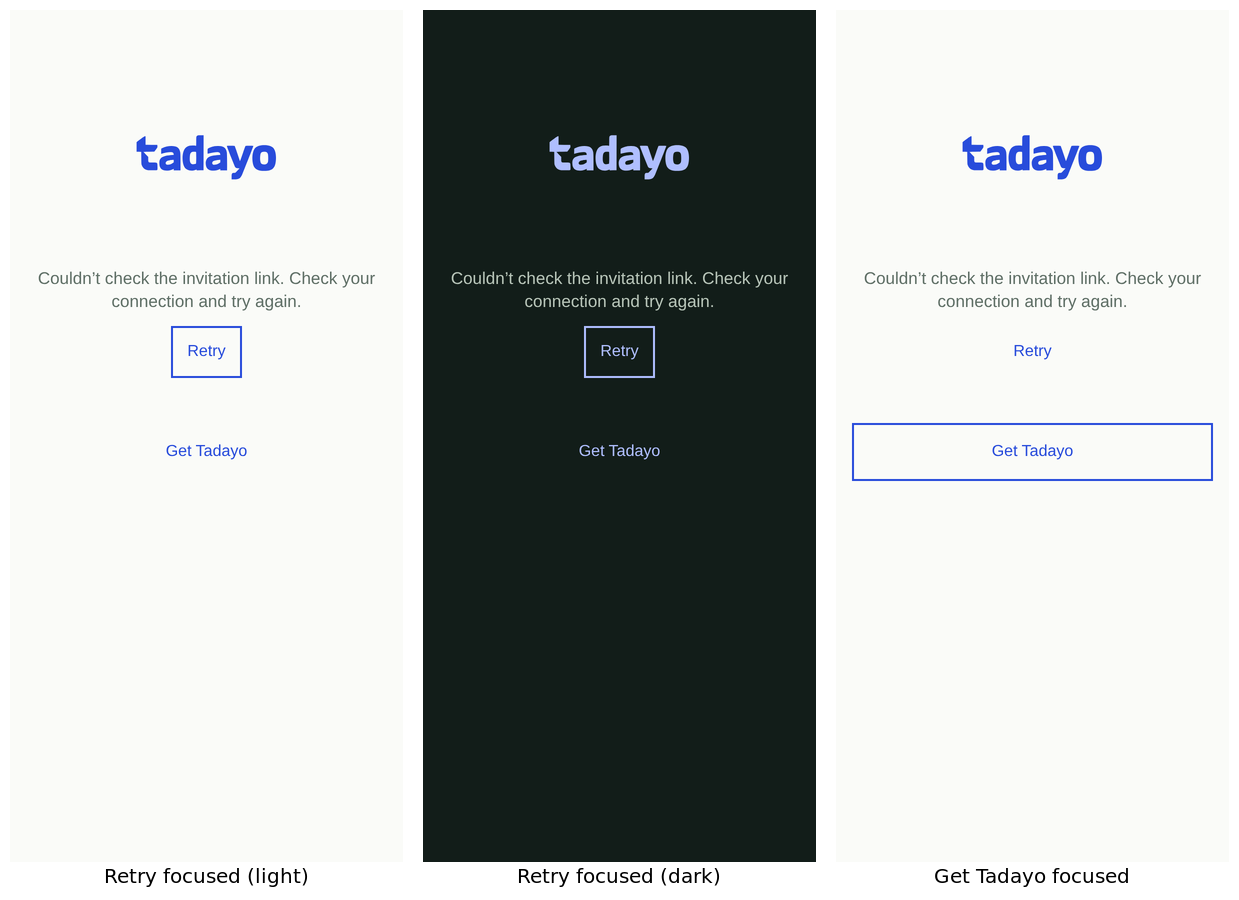 tadayo
Couldn’t check the invitation link. Check your
connection and try again.
Retry
Get Tadayo
Retry focused (light)
tadayo
Couldn’t check the invitation link. Check your
connection and try again.
Retry
Get Tadayo
Retry focused (dark)
tadayo
Couldn’t check the invitation link. Check your
connection and try again.
Retry
Get Tadayo
Get Tadayo focused